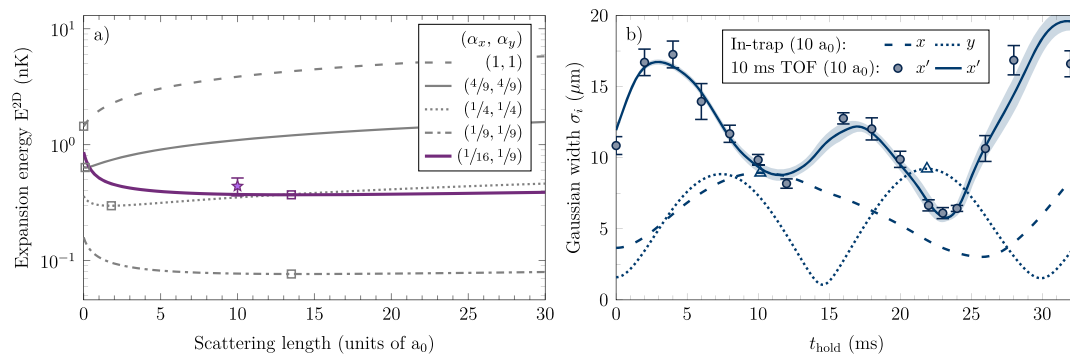 a)
(αx, αy)
(1, 1)
(4/9, 4/9)
(1/4, 1/4)
(1/9, 1/9)
(1/16, 1/9)
Expansion energy E2D (nK)
10^1
10^0
10^−1
0 5 10 15 20 25 30
Scattering length (units of a0)
b)
In-trap (10 a0): x y
10 ms TOF (10 a0): x′ x′
Gaussian width σi (μm)
20
15
10
5
0
0 5 10 15 20 25 30
thold (ms)